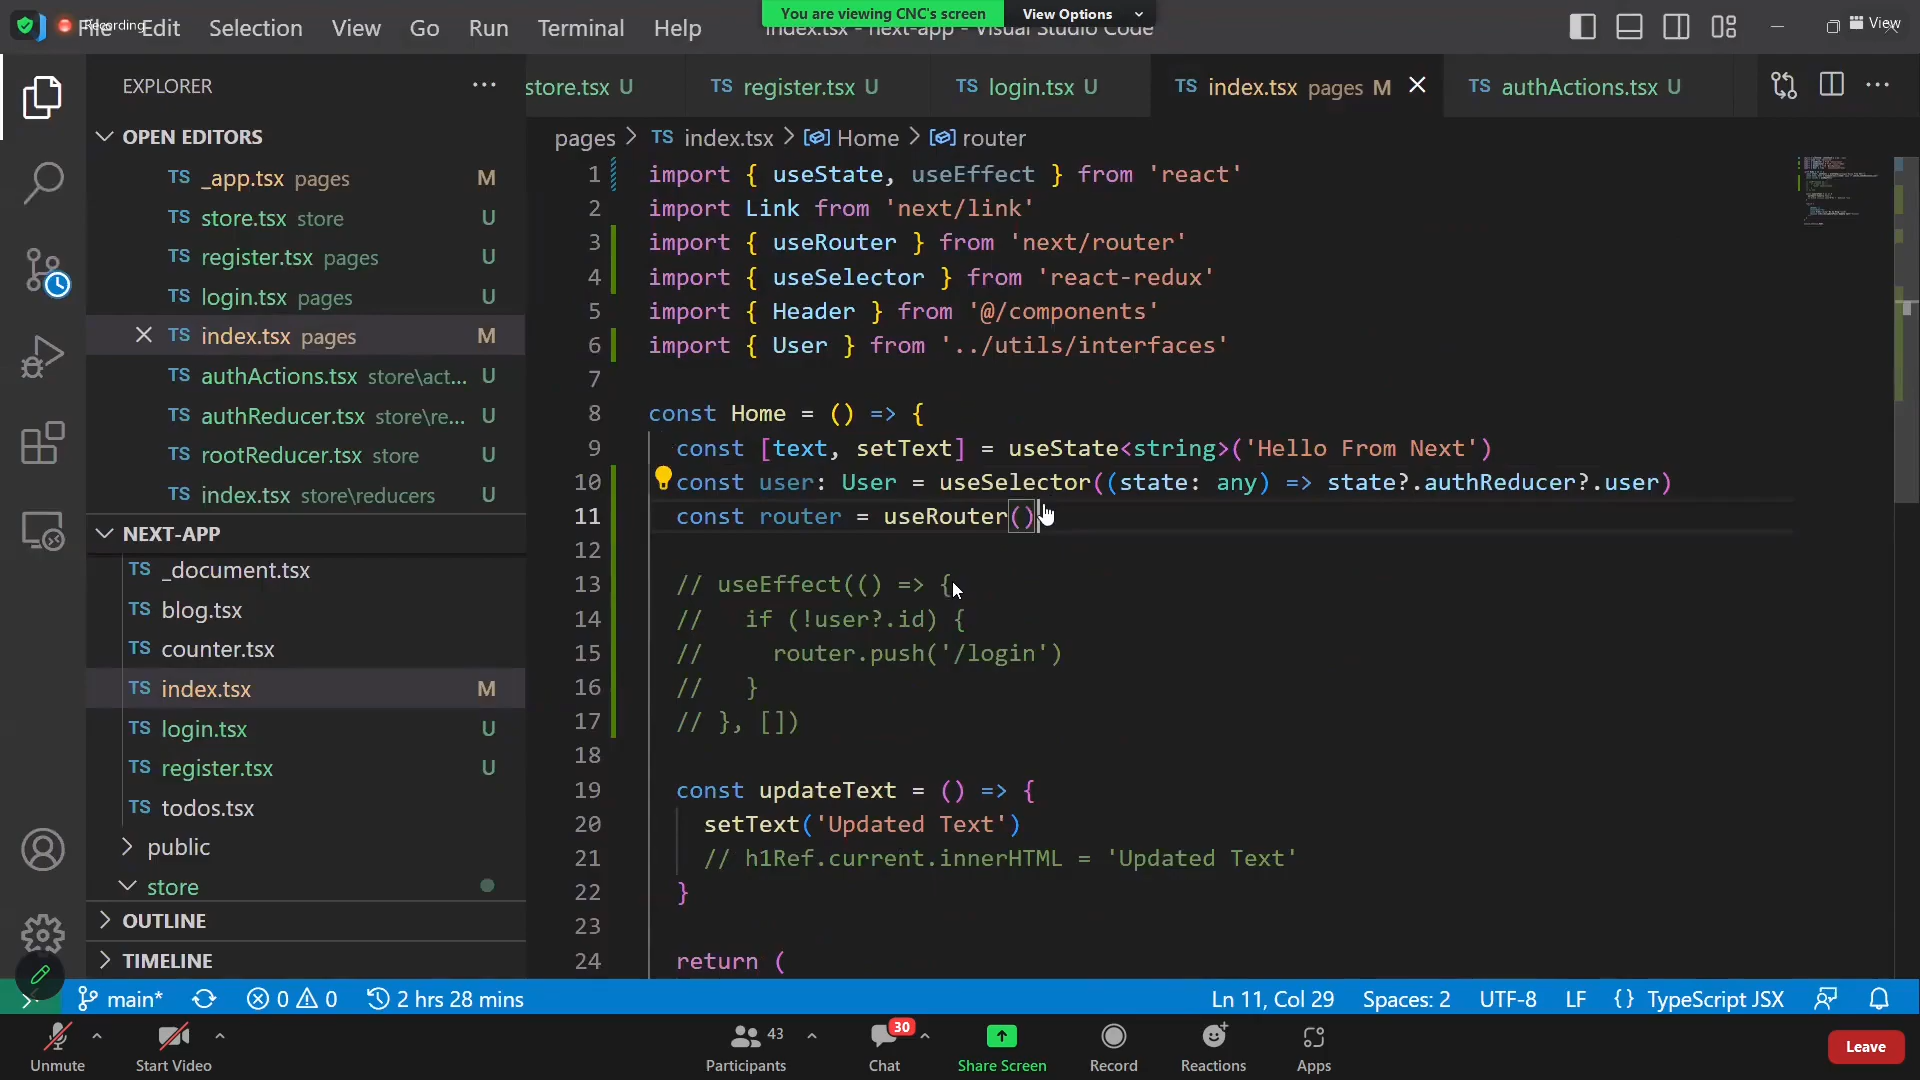 You are viewing CNC's screen
View Options
View
Recording
File
Edit
Selection
View
Go
Run
Terminal
Help
index.tsx - next-app - Visual Studio Code
EXPLORER
OPEN EDITORS
TS _app.tsx pages M
TS store.tsx store U
TS register.tsx pages U
TS login.tsx pages U
TS index.tsx pages M
TS authActions.tsx store\act... U
TS authReducer.tsx store\re... U
TS rootReducer.tsx store U
TS index.tsx store\reducers U
NEXT-APP
TS _document.tsx
TS blog.tsx
TS counter.tsx
TS index.tsx M
TS login.tsx U
TS register.tsx U
TS todos.tsx
public
store
OUTLINE
TIMELINE
store.tsx U
TS register.tsx U
TS login.tsx U
TS index.tsx pages M
TS authActions.tsx U
pages > TS index.tsx > Home > router
1 import { useState, useEffect } from 'react'
2 import Link from 'next/link'
3 import { useRouter } from 'next/router'
4 import { useSelector } from 'react-redux'
5 import { Header } from '@/components'
6 import { User } from '../utils/interfaces'
7
8 const Home = () => {
9 const [text, setText] = useState<string>('Hello From Next')
10 const user: User = useSelector((state: any) => state?.authReducer?.user)
11 const router = useRouter()
12
13 // useEffect(() => {
14 // if (!user?.id) {
15 // router.push('/login')
16 // }
17 // }, [])
18
19 const updateText = () => {
20 setText('Updated Text')
21 // h1Ref.current.innerHTML = 'Updated Text'
22 }
23
24 return (
main* 0 0 2 hrs 28 mins
Ln 11, Col 29 Spaces: 2 UTF-8 LF {} TypeScript JSX
Unmute
Start Video
43
Participants
30
Chat
Share Screen
Record
Reactions
Apps
Leave